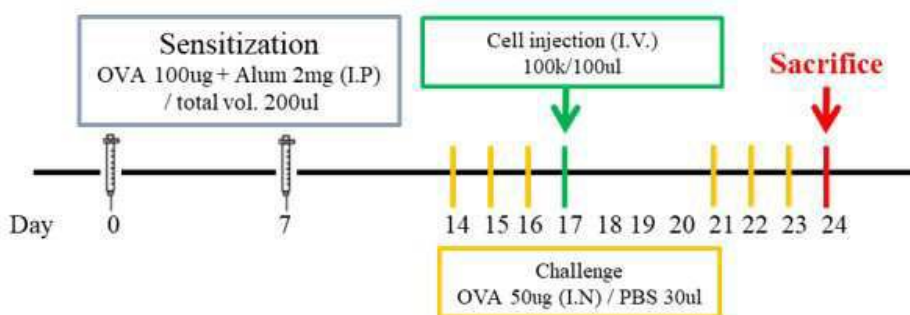 Sensitization
OVA 100ug + Alum 2mg (I.P)
/ total vol. 200ul
Cell injection (I.V.)
100k/100ul
Sacrifice
Day 0 7 14 15 16 17 18 19 20 21 22 23 24
Challenge
OVA 50ug (I.N) / PBS 30ul